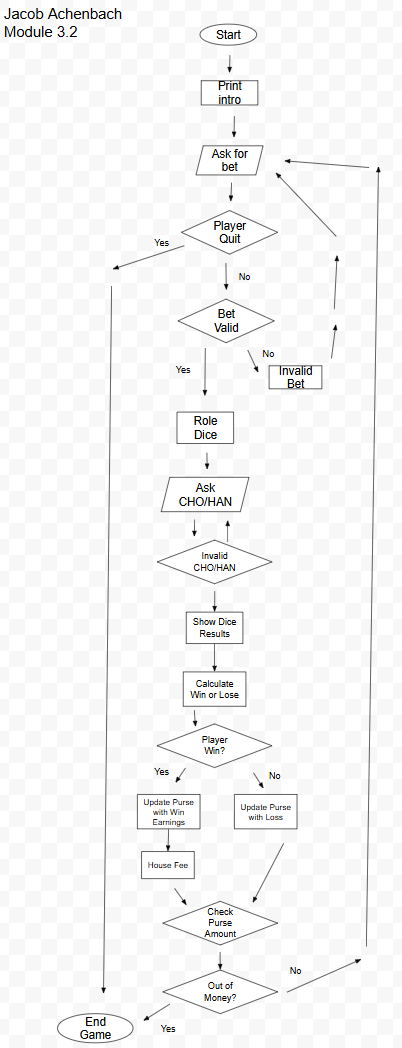 Jacob Achenbach
Module 3.2
Start
Print
intro
Ask for
bet
Player
Quit
Yes
No
Bet
Valid
No
Yes
Invalid
Bet
Role
Dice
Ask
CHO/HAN
Invalid
CHO/HAN
Show Dice
Results
Calculate
Win or Lose
Player
Win?
Yes
No
Update Purse
with Win
Earnings
Update Purse
with Loss
House Fee
Check
Purse
Amount
No
Out of
Money?
End
Game
Yes